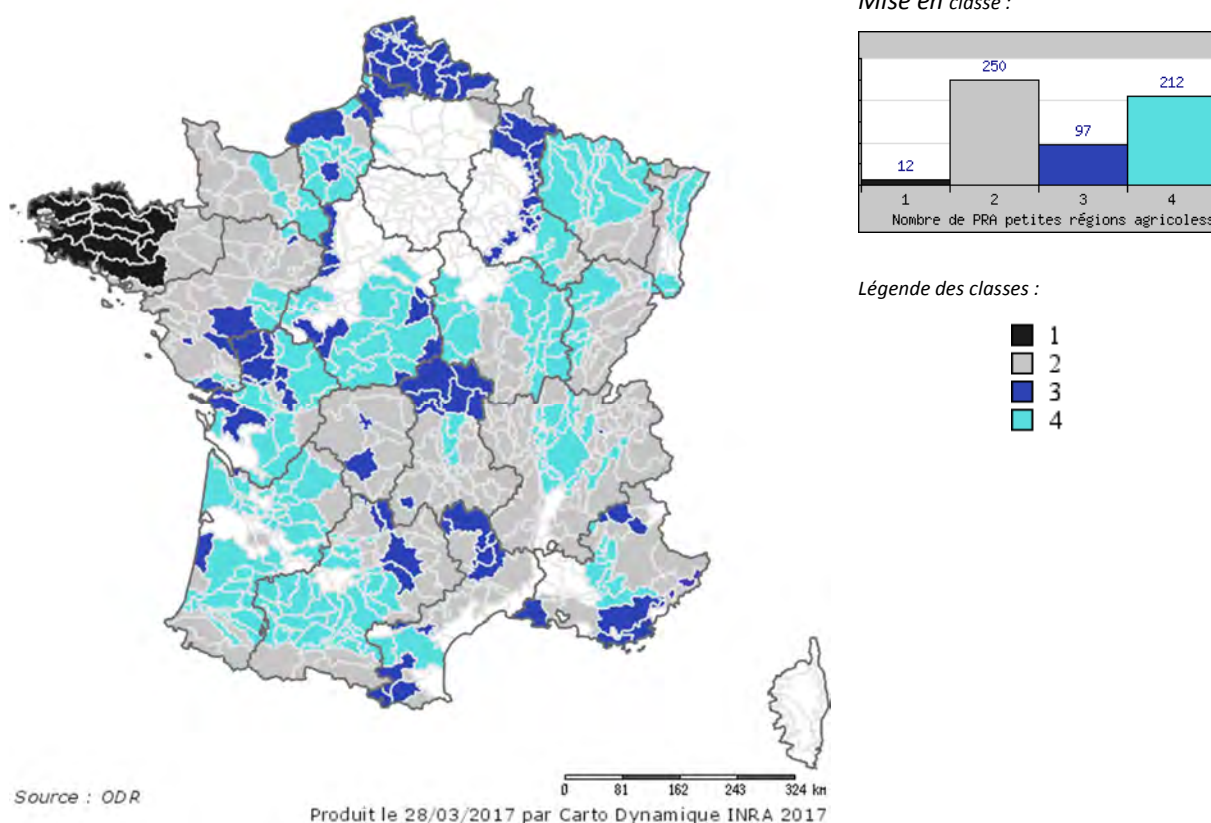 Mise en classe :
250
212
97
12
1 2 3 4
Nombre de PRA petites régions agricoless
Légende des classes :
1
2
3
4
0 81 162 243 324 km
Source : ODR
Produit le 28/03/2017 par Carto Dynamique INRA 2017